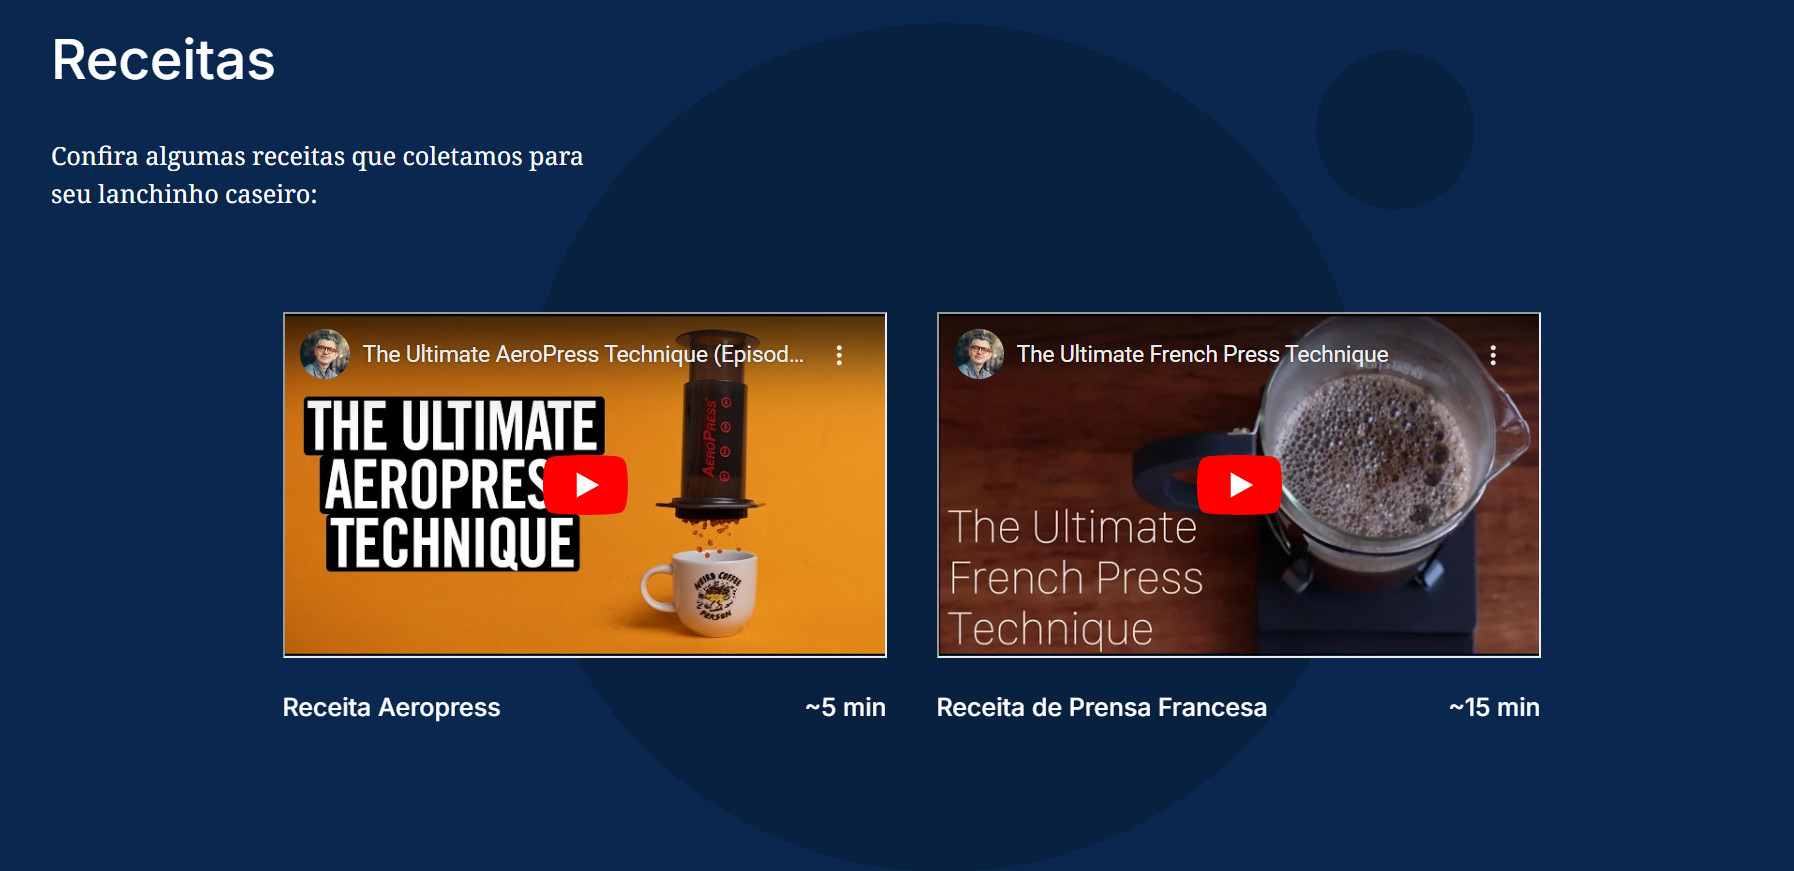 Receitas
Confira algumas receitas que coletamos para
seu lanchinho caseiro:
The Ultimate AeroPress Technique (Episod...
THE ULTIMATE
AEROPRES
TECHNIQUE
AEROPRESS
WEIRD COFFEE
PERSON
Receita Aeropress
~5 min
The Ultimate French Press Technique
The Ultimate
French Press
Technique
Receita de Prensa Francesa
~15 min